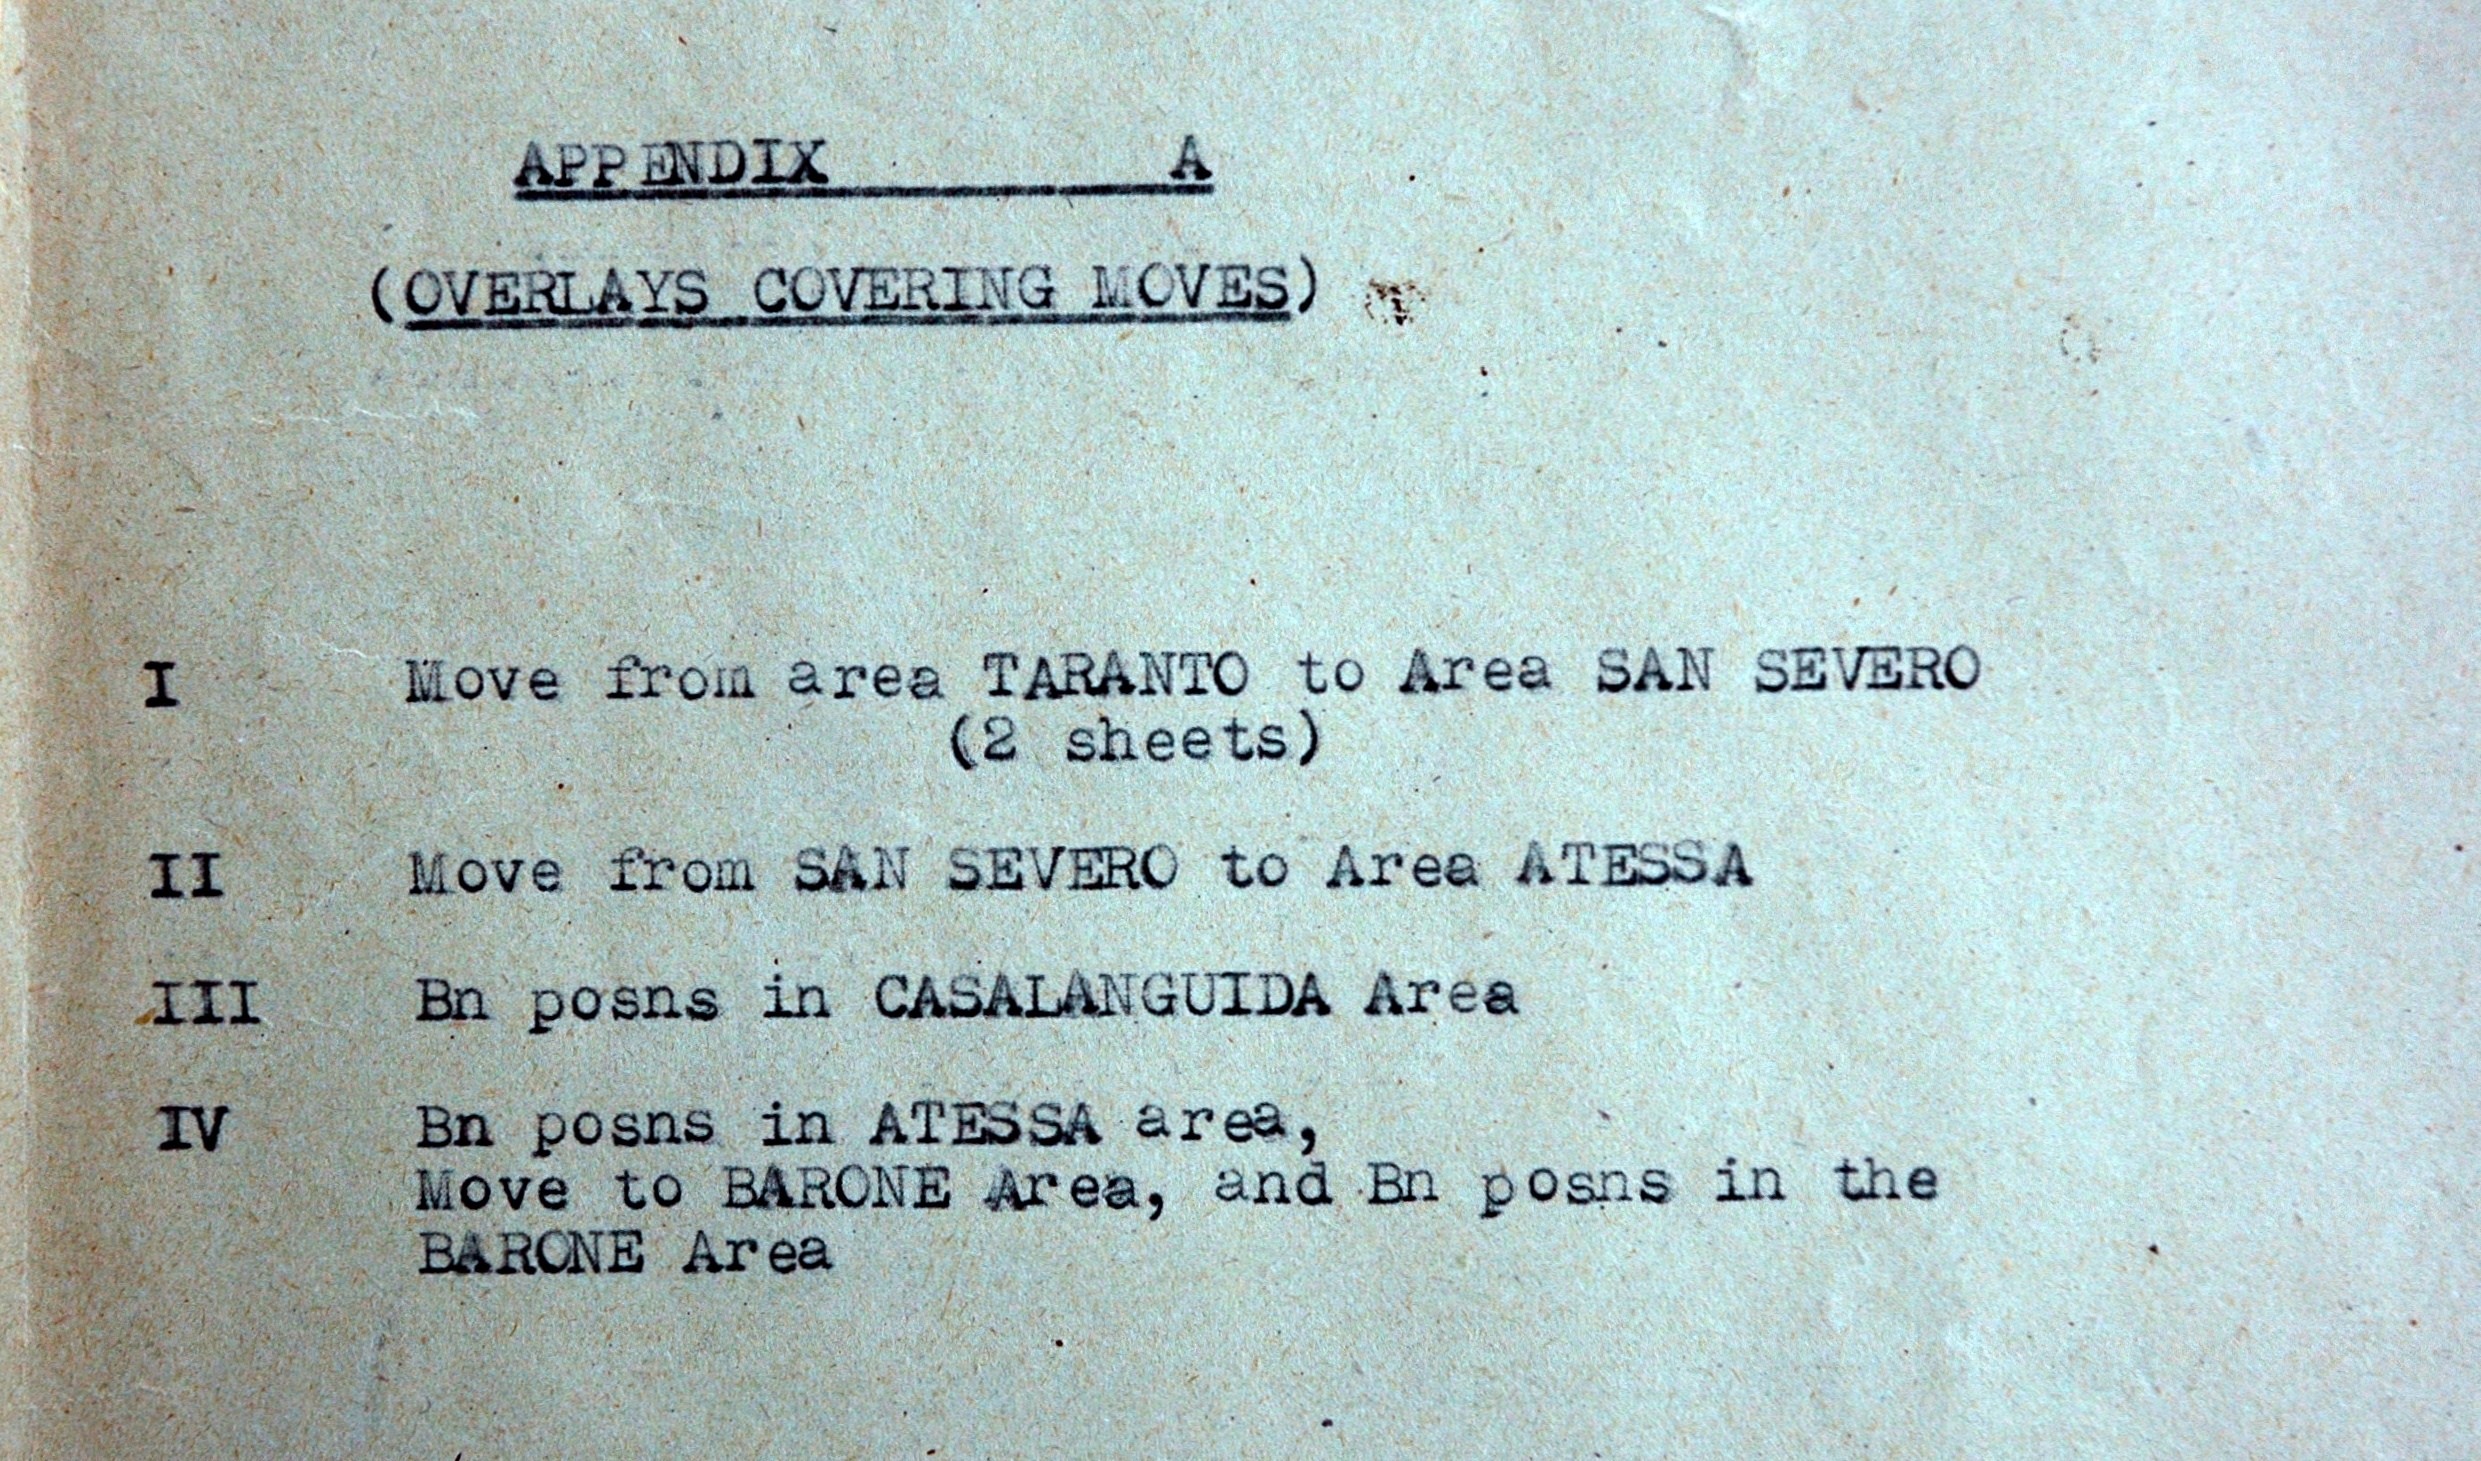 APPENDIX A
(OVERLAYS COVERING MOVES)
I Move from area TARANTO to Area SAN SEVERO
(2 sheets)
II Move from SAN SEVERO to Area ATESSA
III Bn posns in CASALANGUIDA Area
IV Bn posns in ATESSA area,
Move to BARONE Area, and Bn posns in the
BARONE Area